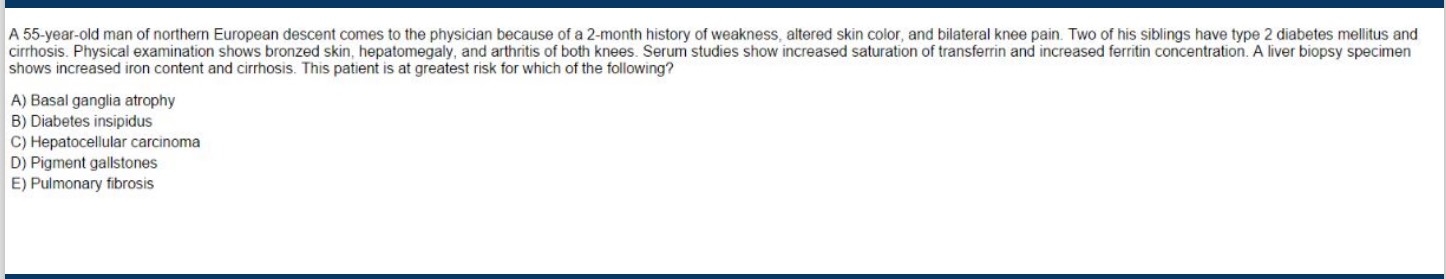 A 55-year-old man of northern European descent comes to the physician because of a 2-month history of weakness, altered skin color, and bilateral knee pain. Two of his siblings have type 2 diabetes mellitus and
cirrhosis. Physical examination shows bronzed skin, hepatomegaly, and arthritis of both knees. Serum studies show increased saturation of transferrin and increased ferritin concentration. A liver biopsy specimen
shows increased iron content and cirrhosis. This patient is at greatest risk for which of the following?
A) Basal ganglia atrophy
B) Diabetes insipidus
C) Hepatocellular carcinoma
D) Pigment gallstones
E) Pulmonary fibrosis